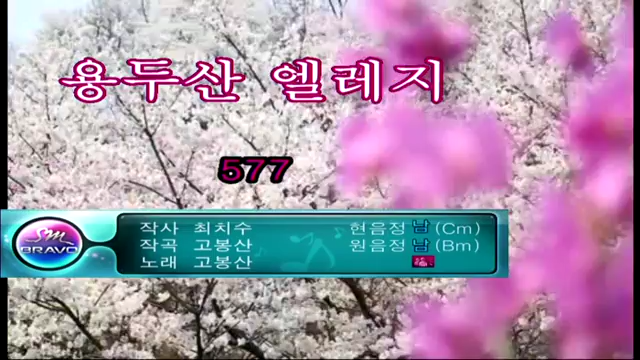 용두산 엘레지
577
SM
BRAVO
작사 최치수 현음정 남(Cm)
작곡 고봉산 원음정 남(Bm)
노래 고봉산